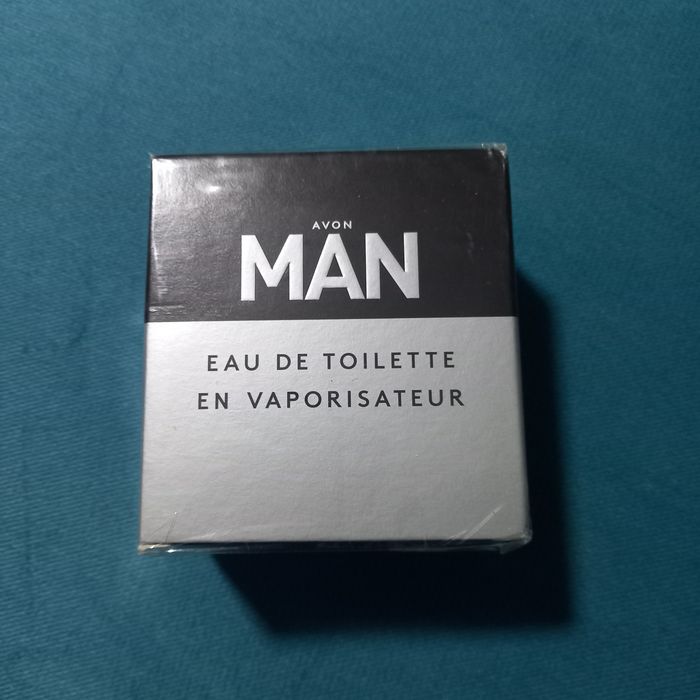 AVON
MAN
EAU DE TOILETTE
EN VAPORISATEUR